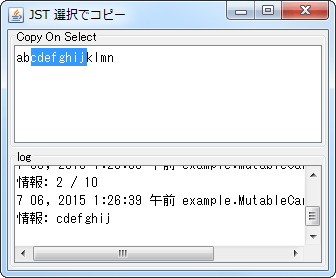 JST 選択でコピー
Copy On Select
abcdefghijklmn
log
7 06, 2015 1:26:39 午前 example.MutableCar
情報: 2 / 10
7 06, 2015 1:26:39 午前 example.MutableCar
情報: cdefghij